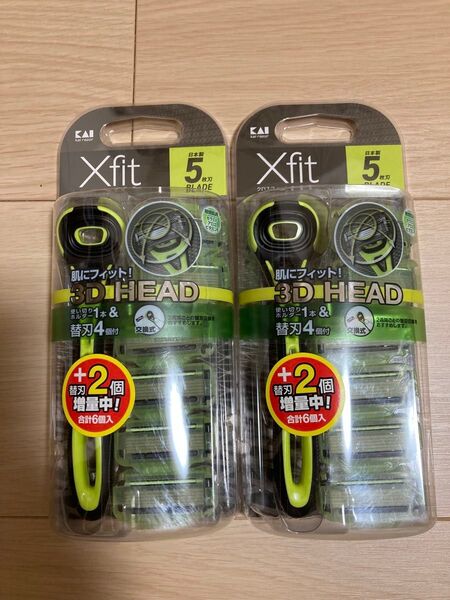 KAI
kai razor
Xfit
日本製
5枚刃
BLADE
肌にフィット!
3D HEAD
使い切り
ホルダー1本&
替刃4個付
交換式
+2個
替刃
増量中!
合計6個入
KAI
kai razor
Xfit
日本製
5枚刃
BLADE
肌にフィット!
3D HEAD
使い切り
ホルダー1本&
替刃4個付
交換式
+2個
替刃
増量中!
合計6個入